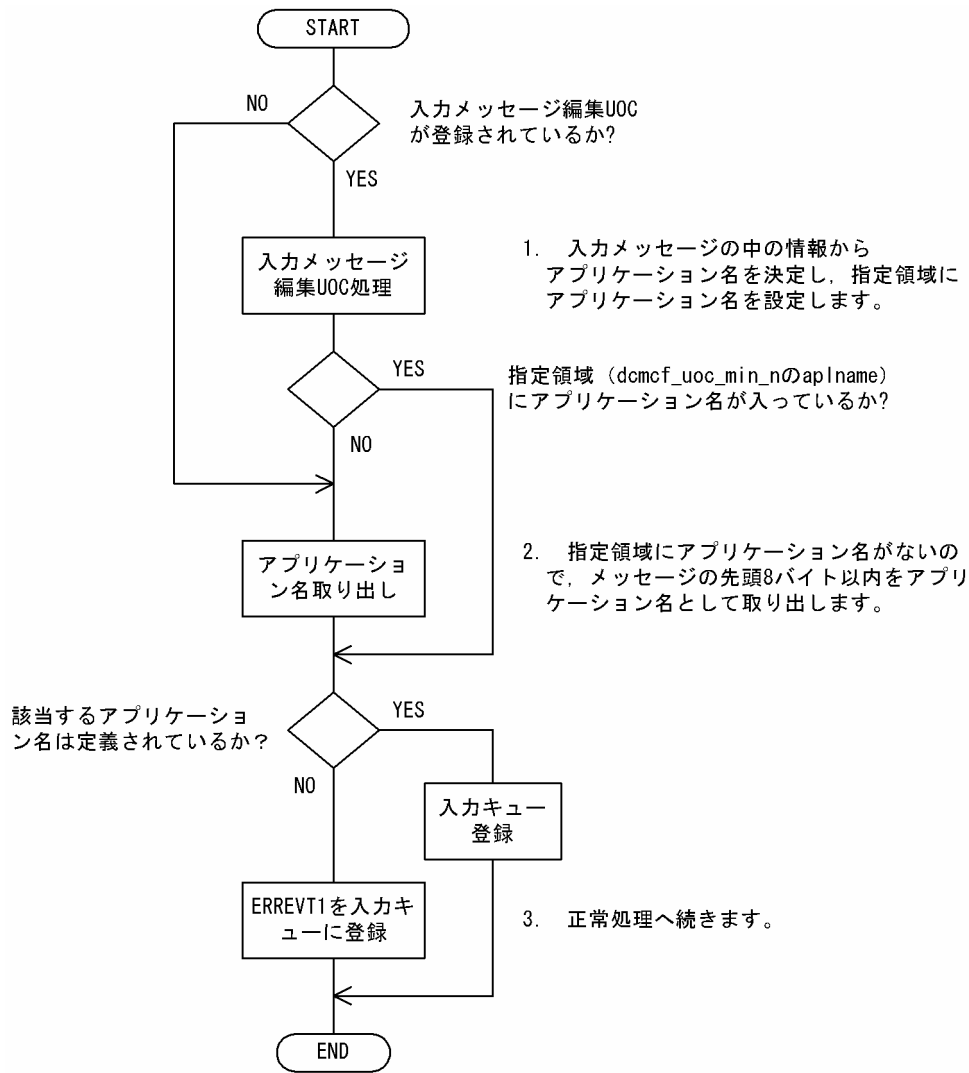 START
NO
入力メッセージ編集UOC
が登録されているか?
YES
入力メッセージ
編集UOC処理
1. 入力メッセージの中の情報から
アプリケーション名を決定し，指定領域に
アプリケーション名を設定します。
YES
指定領域（dcmcf_uoc_min_nのaplname）
にアプリケーション名が入っているか?
NO
アプリケーショ
ン名取り出し
2. 指定領域にアプリケーション名がないの
で，メッセージの先頭8バイト以内をアプリ
ケーション名として取り出します。
該当するアプリケーショ
ン名は定義されているか？
YES
NO
入力キュー
登録
ERREVT1を入力キ
ューに登録
3. 正常処理へ続きます。
END